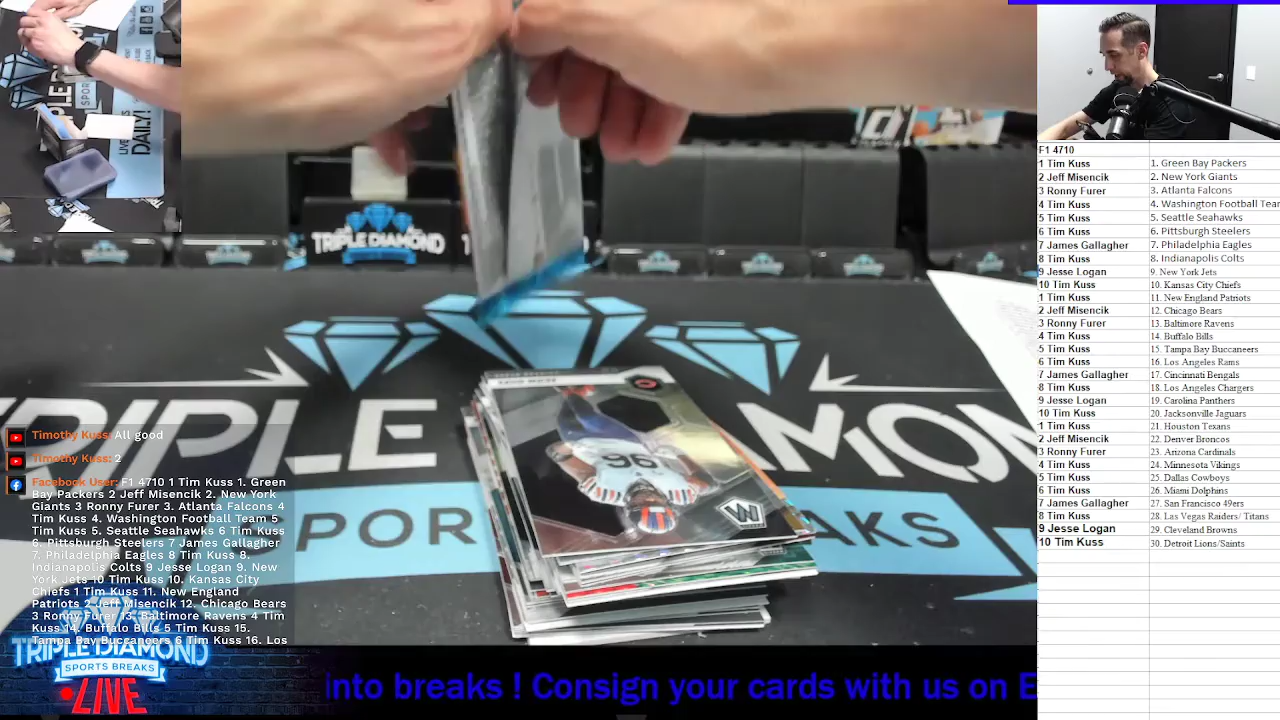 TRIPLE DIAMOND
TRIPLE DIAMOND
SPORTS BREAKS
96
Timothy Kuss: All good
Timothy Kuss: 2
Facebook User: F1 4710 1 Tim Kuss 1. Green
Bay Packers 2 Jeff Misencik 2. New York
Giants 3 Ronny Furer 3. Atlanta Falcons 4
Tim Kuss 4. Washington Football Team 5
Tim Kuss 5. Seattle Seahawks 6 Tim Kuss
6. Pittsburgh Steelers 7 James Gallagher
7. Philadelphia Eagles 8 Tim Kuss 8.
Indianapolis Colts 9 Jesse Logan 9. New
York Jets 10 Tim Kuss 10. Kansas City
Chiefs 1 Tim Kuss 11. New England
Patriots 2 Jeff Misencik 12. Chicago Bears
3 Ronny Furer 13. Baltimore Ravens 4 Tim
Kuss 14. Buffalo Bills 5 Tim Kuss 15.
Tampa Bay Buccaneers 6 Tim Kuss 16. Los
TRIPLE DIAMOND
SPORTS BREAKS
LIVE
into breaks ! Consign your cards with us on E
F1 4710
1 Tim Kuss 1. Green Bay Packers
2 Jeff Misencik 2. New York Giants
3 Ronny Furer 3. Atlanta Falcons
4 Tim Kuss 4. Washington Football Tear
5 Tim Kuss 5. Seattle Seahawks
6 Tim Kuss 6. Pittsburgh Steelers
7 James Gallagher 7. Philadelphia Eagles
8 Tim Kuss 8. Indianapolis Colts
9 Jesse Logan 9. New York Jets
10 Tim Kuss 10. Kansas City Chiefs
1 Tim Kuss 11. New England Patriots
2 Jeff Misencik 12. Chicago Bears
3 Ronny Furer 13. Baltimore Ravens
4 Tim Kuss 14. Buffalo Bills
5 Tim Kuss 15. Tampa Bay Buccaneers
6 Tim Kuss 16. Los Angeles Rams
7 James Gallagher 17. Cincinnati Bengals
8 Tim Kuss 18. Los Angeles Chargers
9 Jesse Logan 19. Carolina Panthers
10 Tim Kuss 20. Jacksonville Jaguars
1 Tim Kuss 21. Houston Texans
2 Jeff Misencik 22. Denver Broncos
3 Ronny Furer 23. Arizona Cardinals
4 Tim Kuss 24. Minnesota Vikings
5 Tim Kuss 25. Dallas Cowboys
6 Tim Kuss 26. Miami Dolphins
7 James Gallagher 27. San Francisco 49ers
8 Tim Kuss 28. Las Vegas Raiders/ Titans
9 Jesse Logan 29. Cleveland Browns
10 Tim Kuss 30. Detroit Lions/Saints